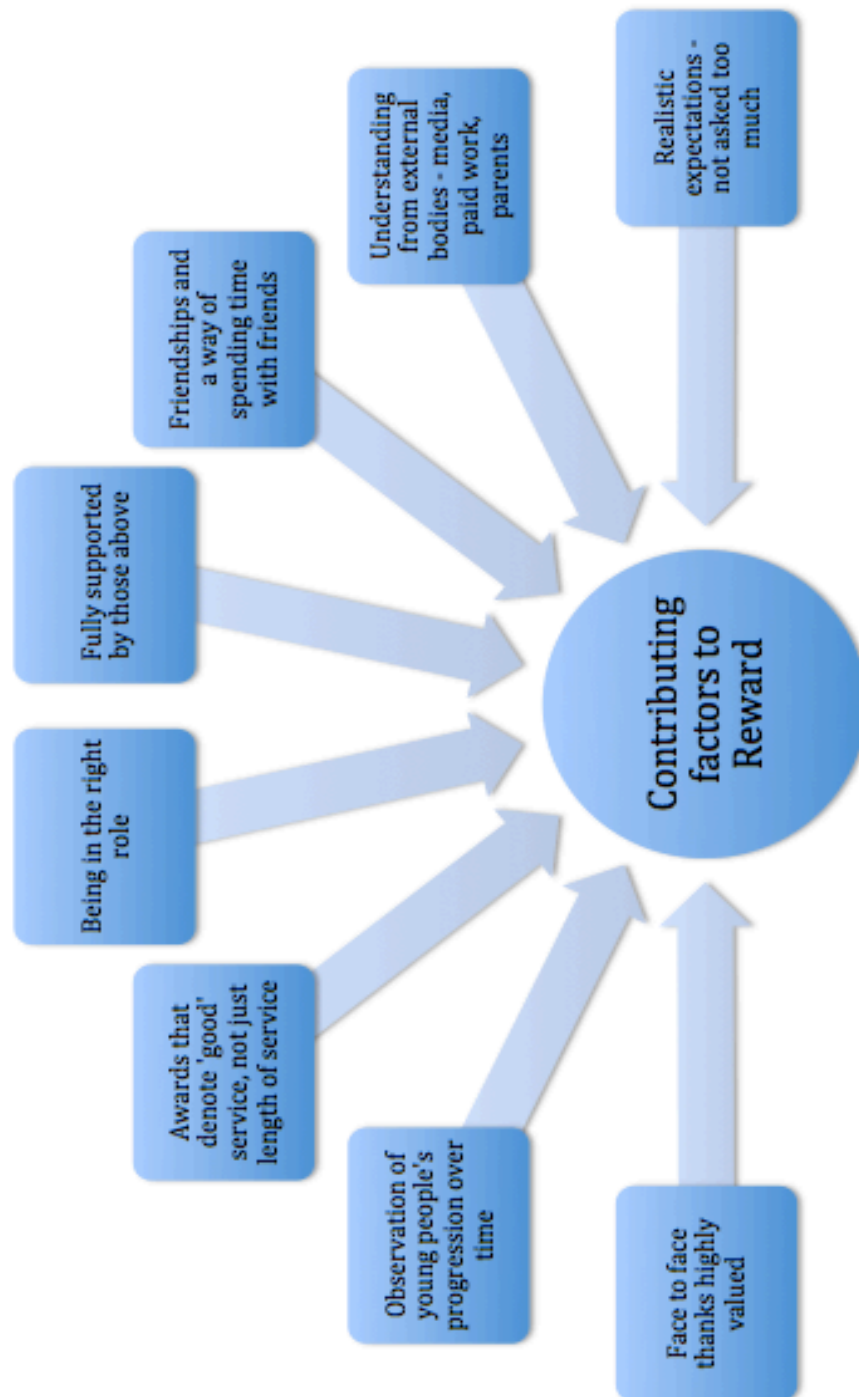 Face to face
thanks highly
valued
Observation of
young people's
progression over
time
Awards that
denote 'good'
service, not just
length of service
Being in the right
role
Fully supported
by those above
Friendships and
a way of
spending time
with friends
Understanding
from external
bodies - media,
paid work,
parents
Realistic
expectations -
not asked too
much
Contributing
factors to
Reward